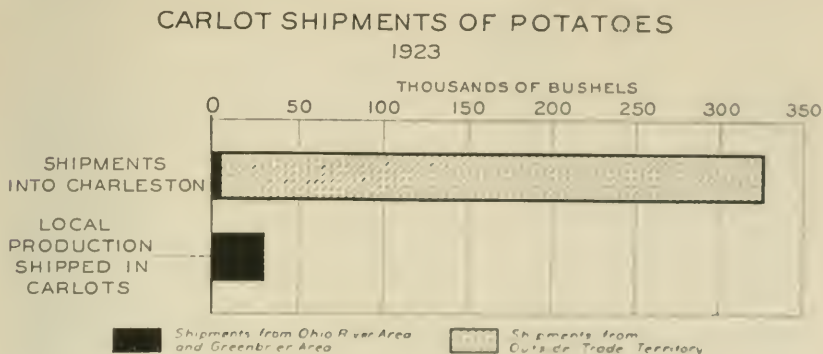 CARLOT SHIPMENTS OF POTATOES
1923
THOUSANDS OF BUSHELS
0 50 100 150 200 250 300 350
SHIPMENTS
INTO CHARLESTON
LOCAL
PRODUCTION
SHIPPED IN
CARLOTS
Shipments from Ohio River Area
and Greenbrier Area
Shipments from
Outside Trade Territory